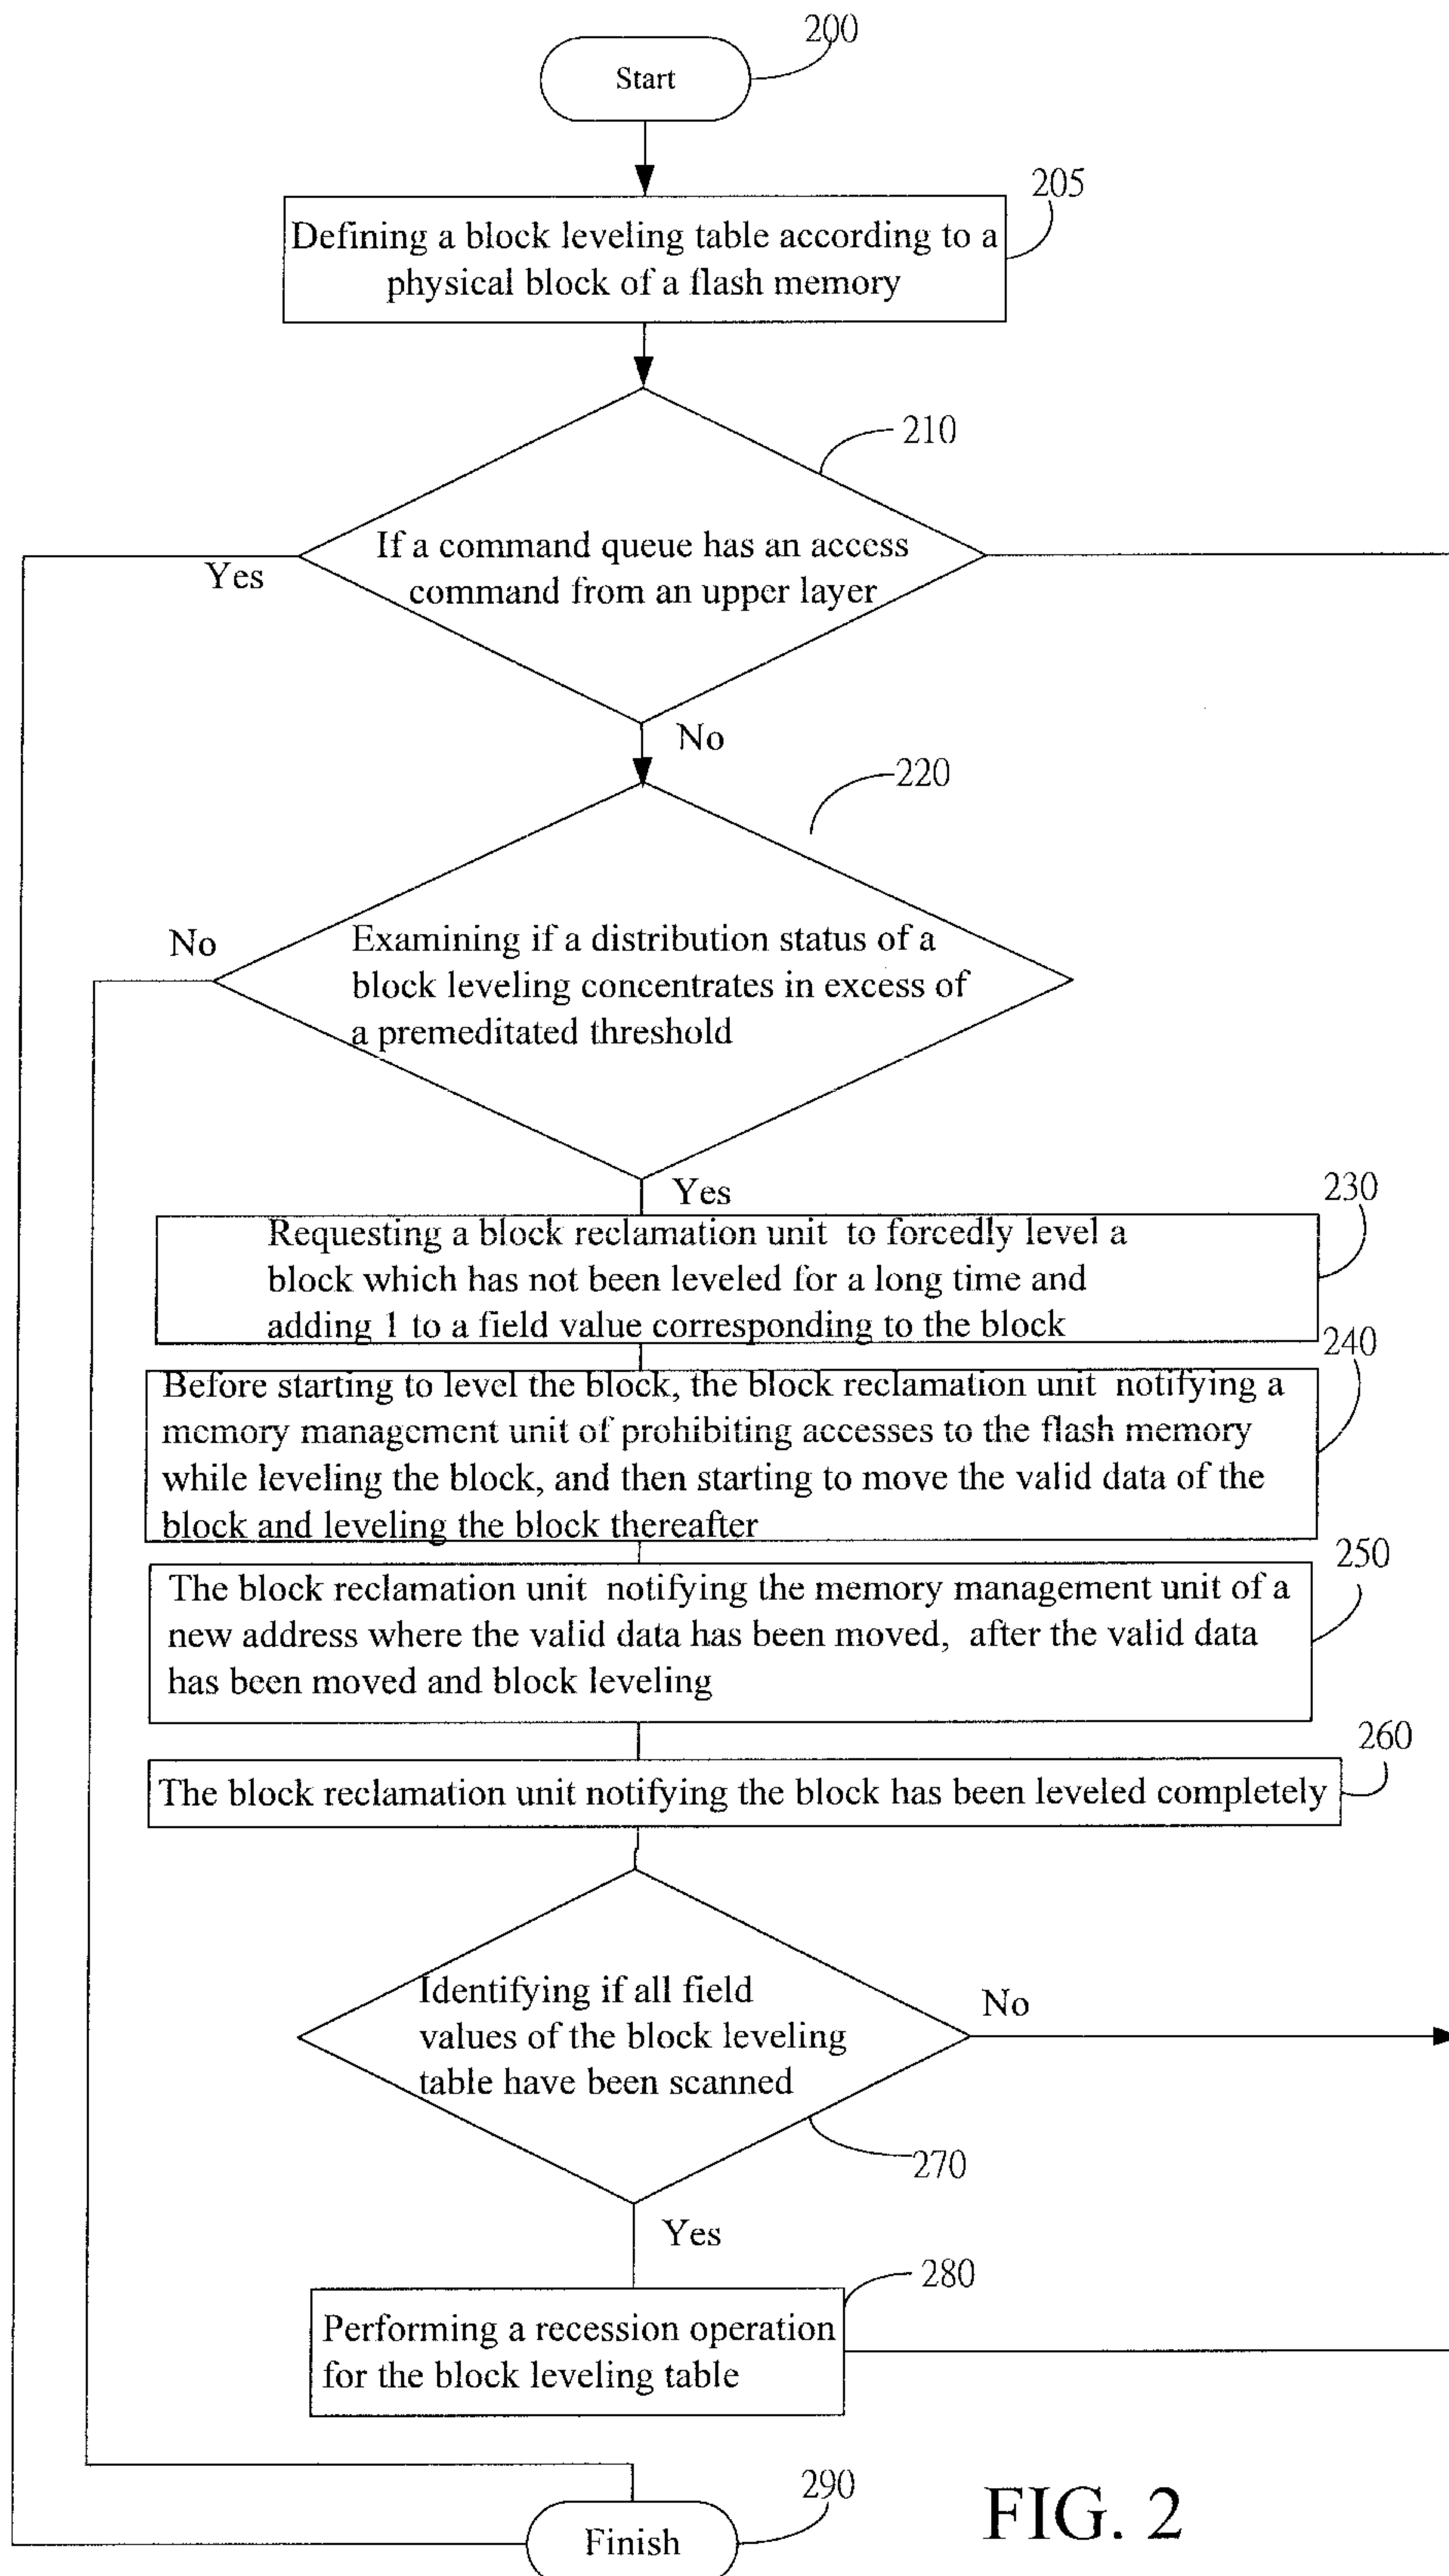 200
Start
205
Defining a block leveling table according to a
physical block of a flash memory
210
If a command queue has an access
command from an upper layer
Yes
No
220
No
Examining if a distribution status of a
block leveling concentrates in excess of
a premeditated threshold
Yes
230
Requesting a block reclamation unit to forcedly level a
block which has not been leveled for a long time and
adding 1 to a field value corresponding to the block
240
Before starting to level the block, the block reclamation unit notifying a
memory management unit of prohibiting accesses to the flash memory
while leveling the block, and then starting to move the valid data of the
block and leveling the block thereafter
250
The block reclamation unit notifying the memory management unit of a
new address where the valid data has been moved, after the valid data
has been moved and block leveling
260
The block reclamation unit notifying the block has been leveled completely
Identifying if all field
values of the block leveling
table have been scanned
No
270
Yes
280
Performing a recession operation
for the block leveling table
290
Finish
FIG. 2